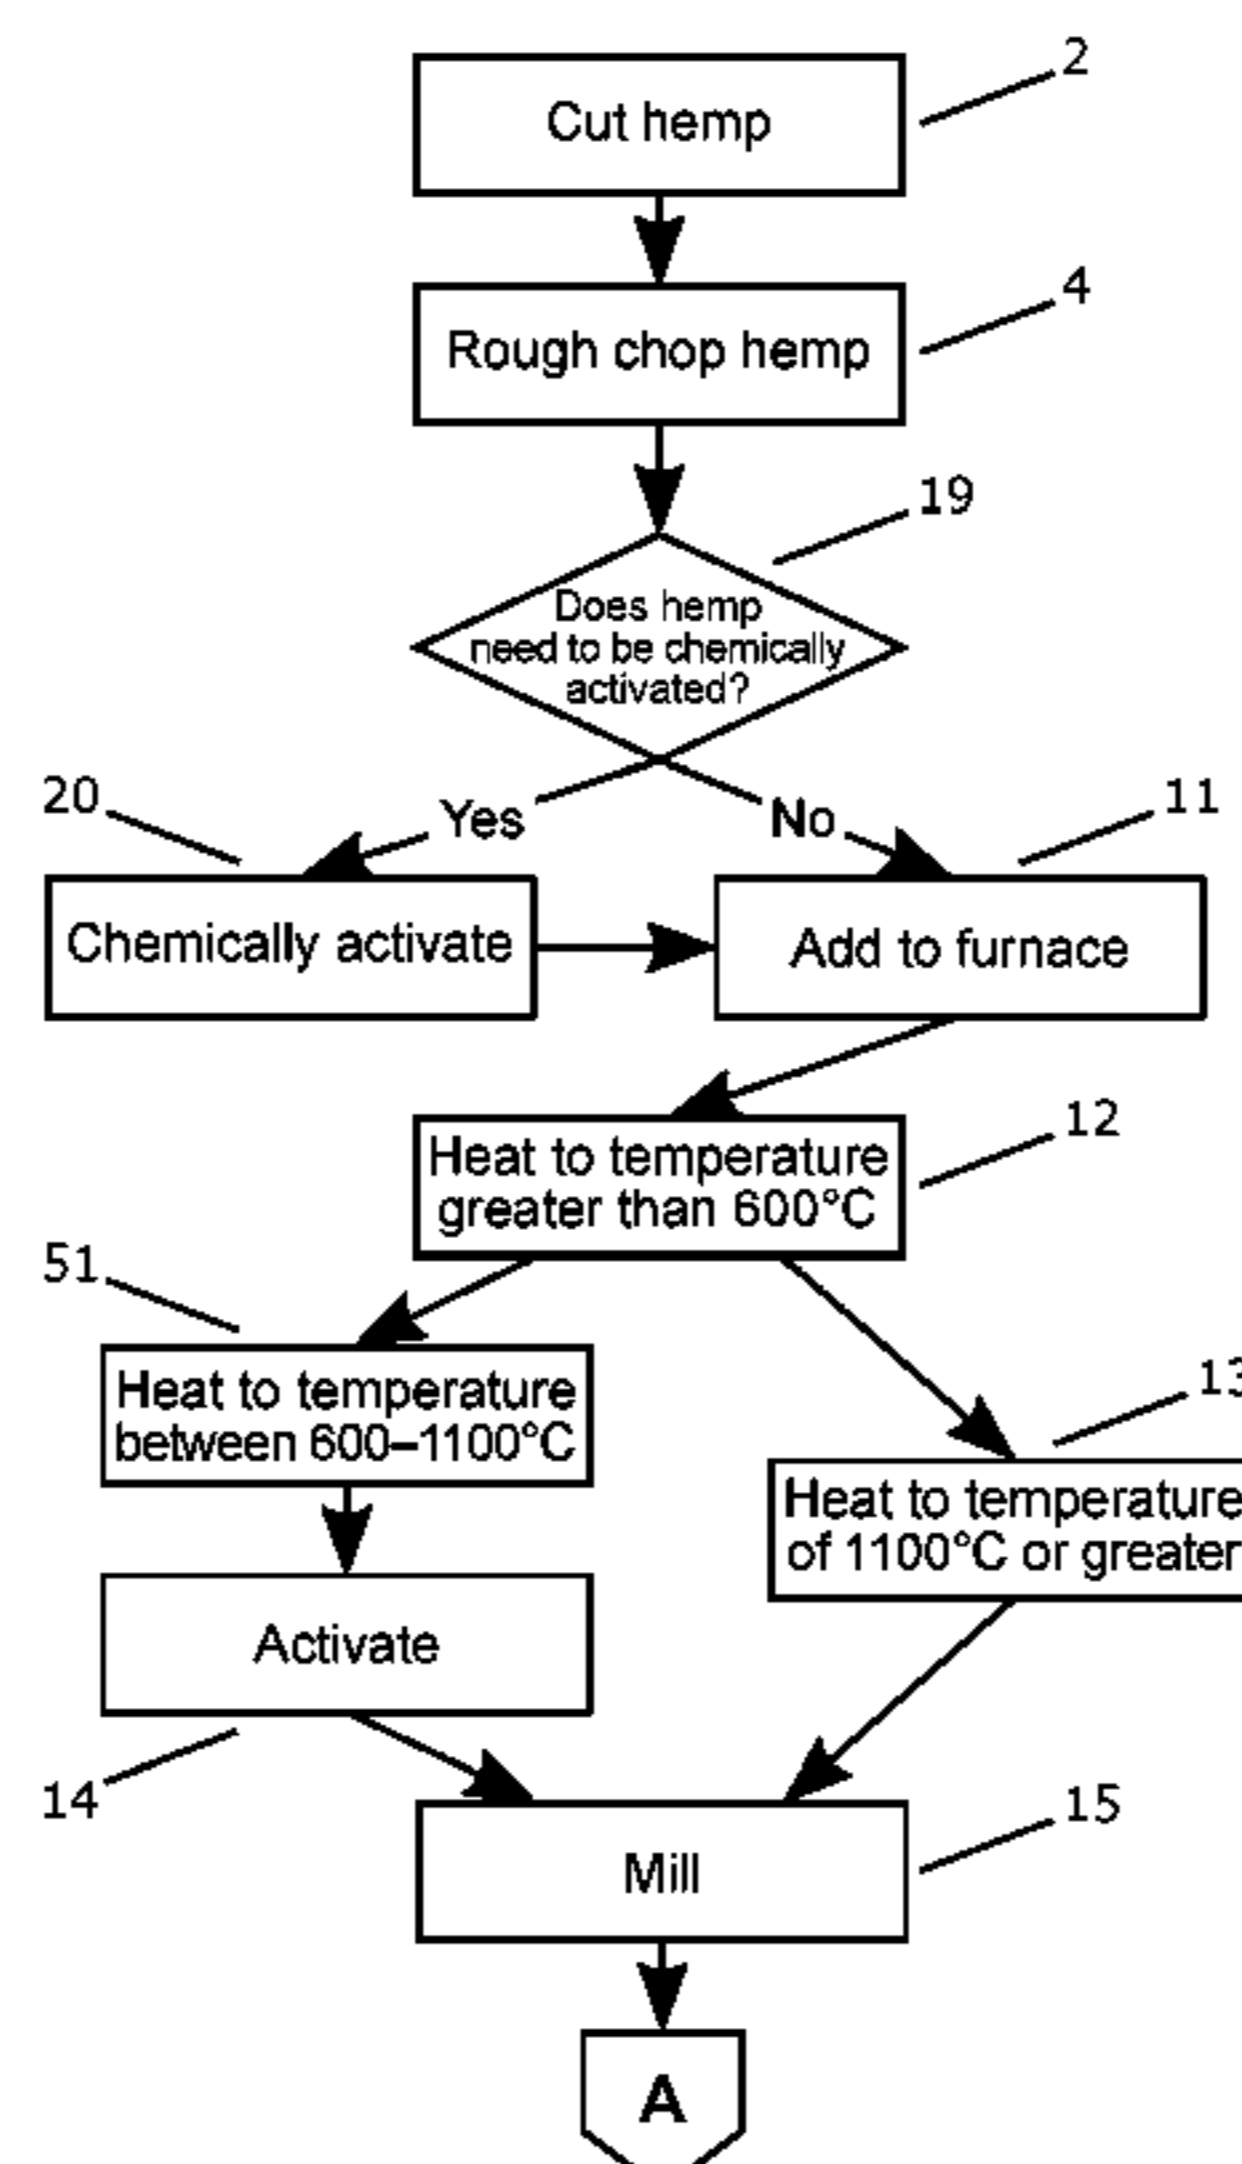 2
Cut hemp
4
Rough chop hemp
19
Does hemp
need to be chemically
activated?
20
Yes
No
11
Chemically activate
Add to furnace
12
Heat to temperature
greater than 600°C
51
13
Heat to temperature
between 600–1100°C
Heat to temperature
of 1100°C or greater
Activate
14
15
Mill
A